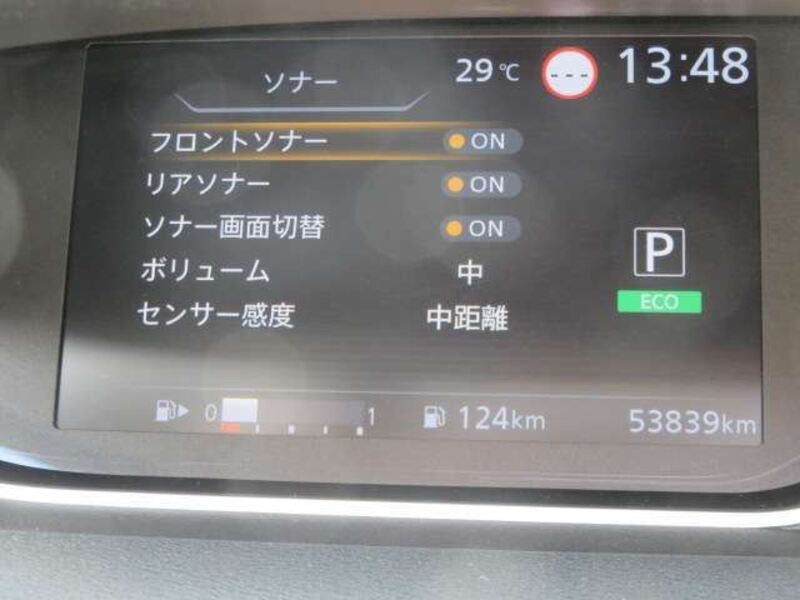 ソナー 29℃ --- 13:48
フロントソナー ON
リアソナー ON
ソナー画面切替 ON
P
ボリューム 中
ECO
センサー感度 中距離
0 1 124km 53839km